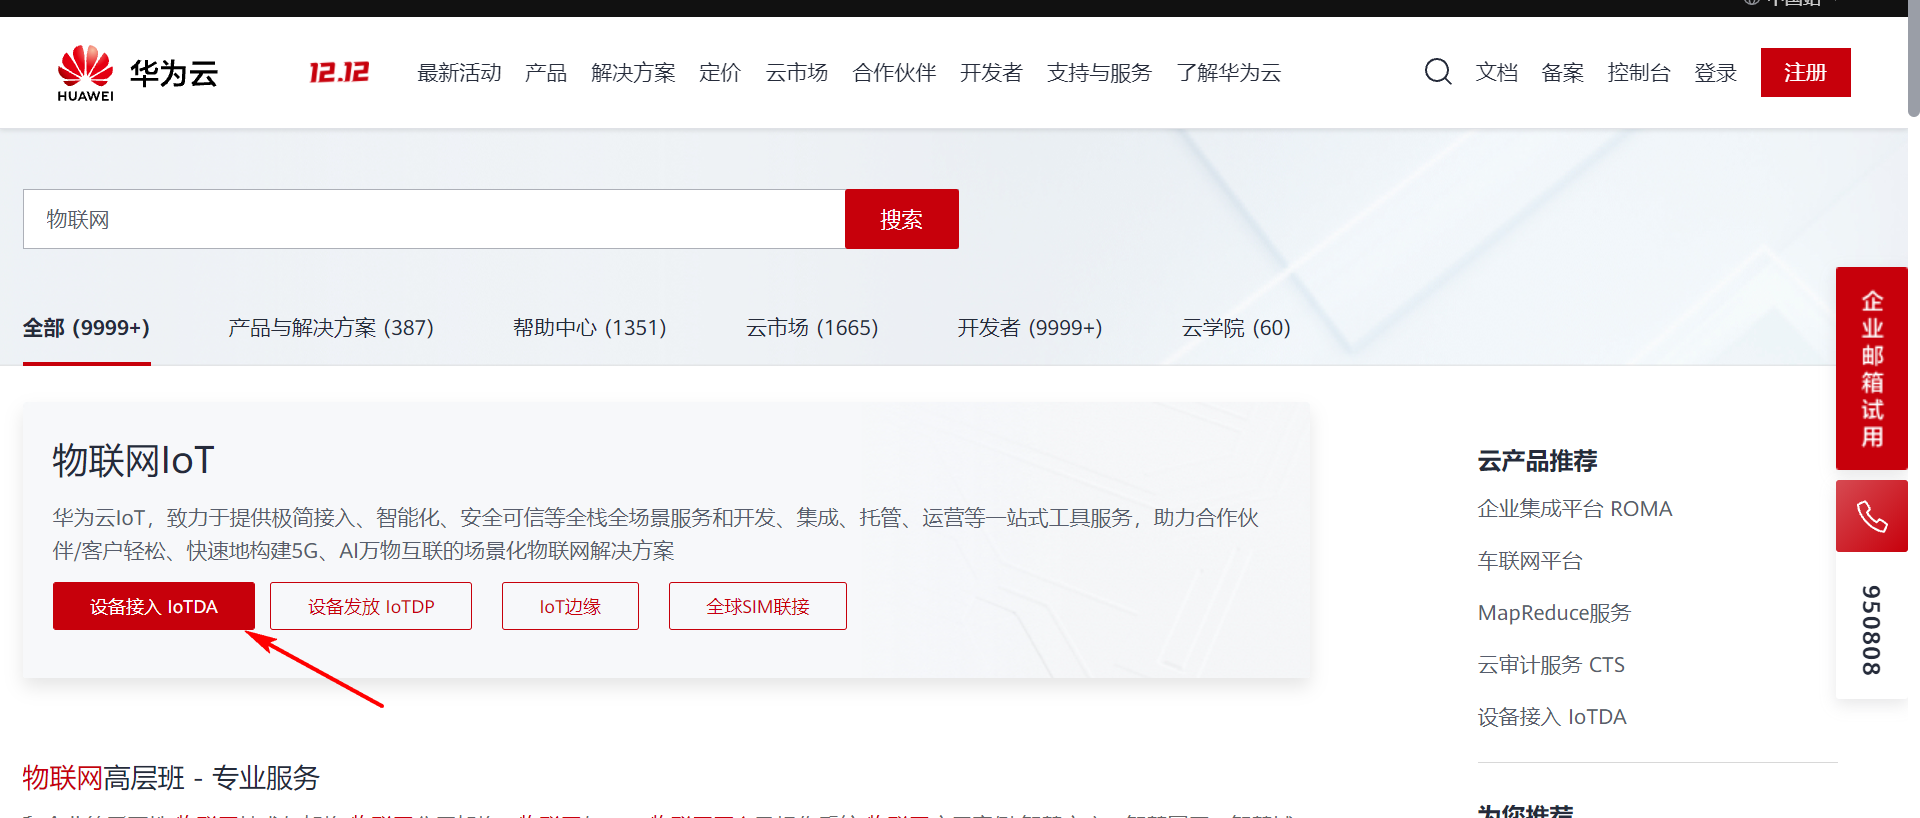 中国站
HUAWEI 华为云 12.12 最新活动 产品 解决方案 定价 云市场 合作伙伴 开发者 支持与服务 了解华为云 文档 备案 控制台 登录 注册
物联网 搜索
全部 (9999+) 产品与解决方案 (387) 帮助中心 (1351) 云市场 (1665) 开发者 (9999+) 云学院 (60)
物联网IoT
华为云IoT，致力于提供极简接入、智能化、安全可信等全栈全场景服务和开发、集成、托管、运营等一站式工具服务，助力合作伙
伴/客户轻松、快速地构建5G、AI万物互联的场景化物联网解决方案
设备接入 IoTDA 设备发放 IoTDP IoT边缘 全球SIM联接
物联网高层班 - 专业服务
云产品推荐
企业集成平台 ROMA
车联网平台
MapReduce服务
云审计服务 CTS
设备接入 IoTDA
为您推荐
企业邮箱试用
950808